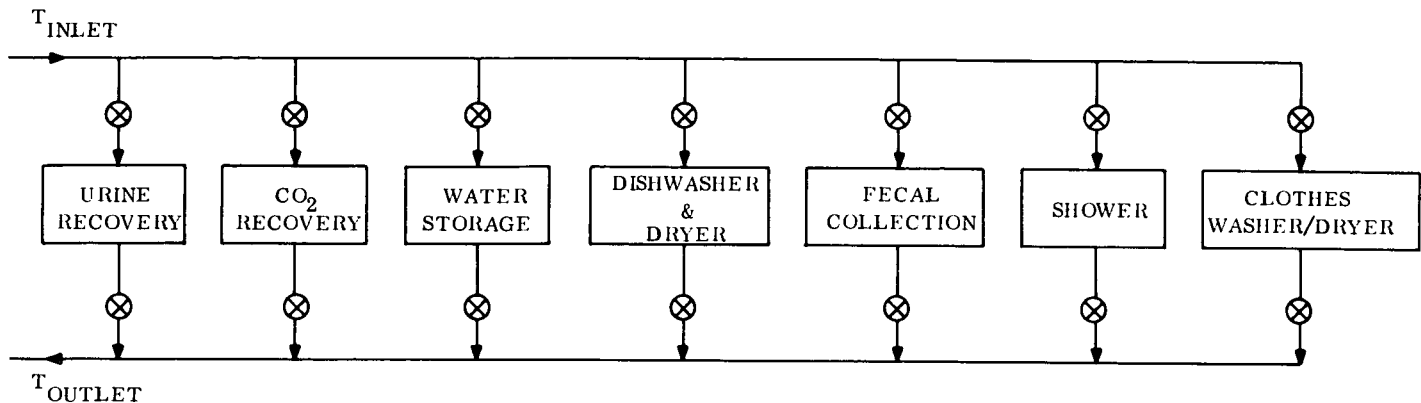 T INLET
URINE
RECOVERY
CO2
RECOVERY
WATER
STORAGE
DISHWASHER
&
DRYER
FECAL
COLLECTION
SHOWER
CLOTHES
WASHER/DRYER
T OUTLET